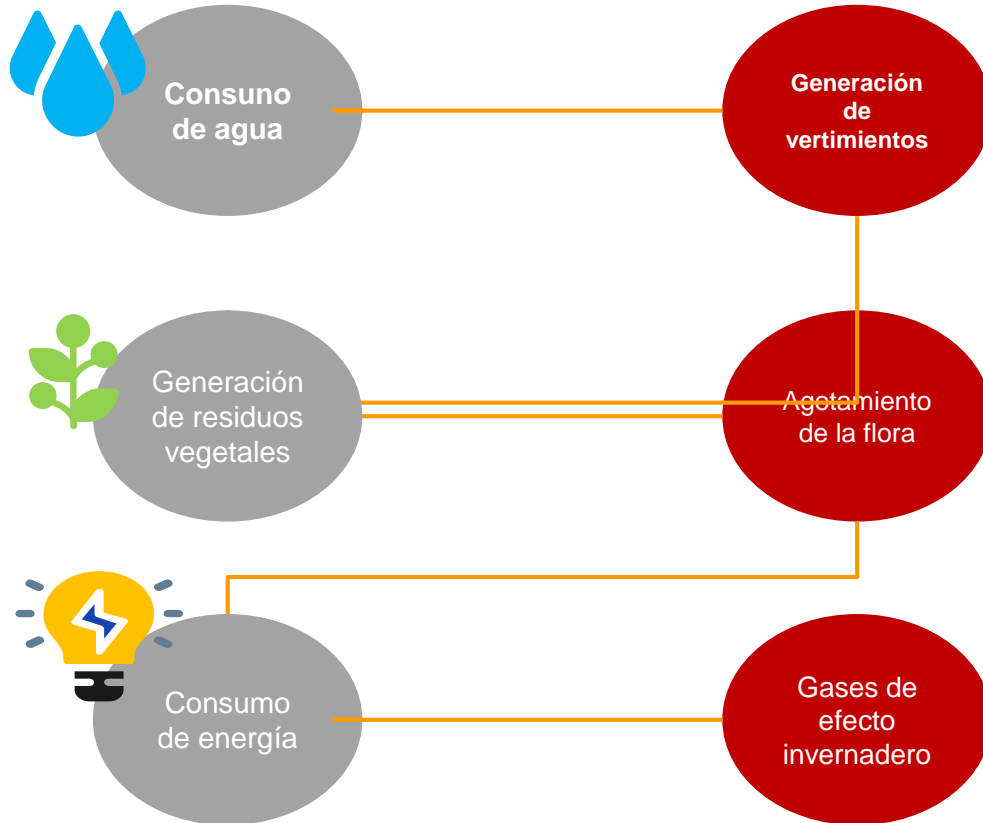 Consuno
de agua
Generación
de
vertimientos
Generación
de residuos
vegetales
Agotamiento
de la flora
Consumo
de energía
Gases de
efecto
invernadero